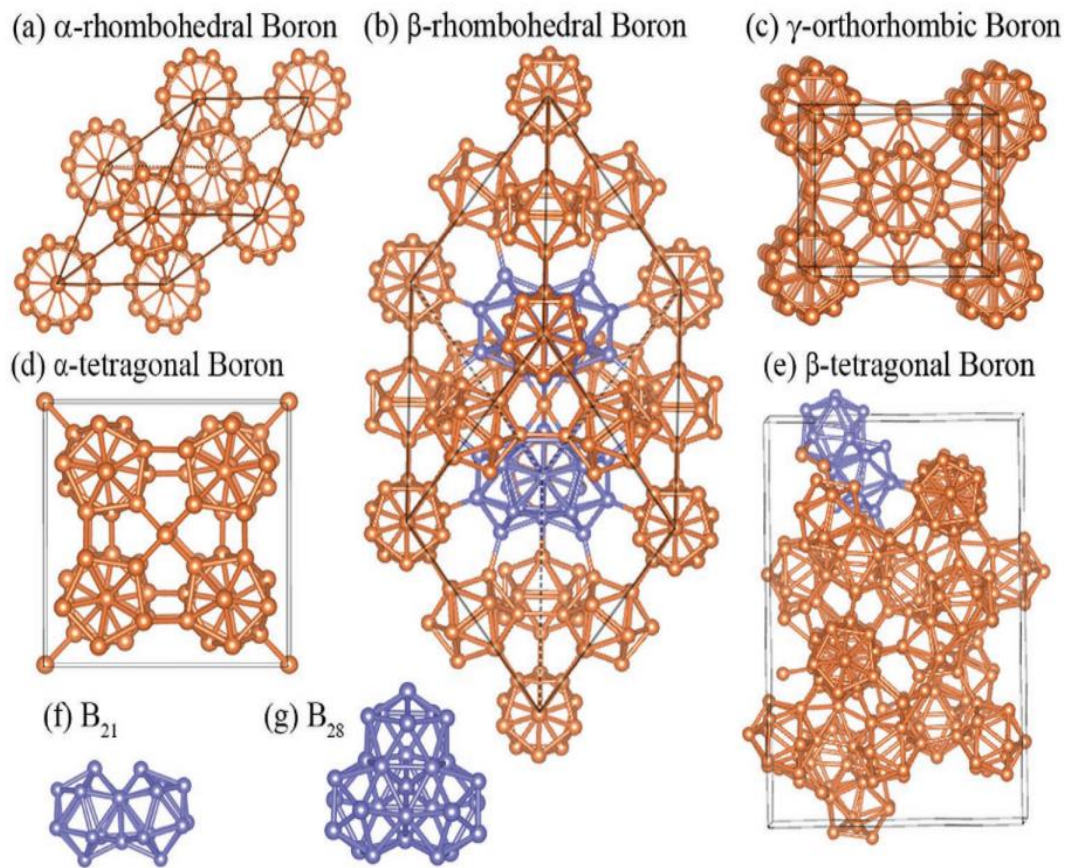 (a) α-rhombohedral Boron
(b) β-rhombohedral Boron
(c) γ-orthorhombic Boron
(d) α-tetragonal Boron
(e) β-tetragonal Boron
(f) B₂₁
(g) B₂₈